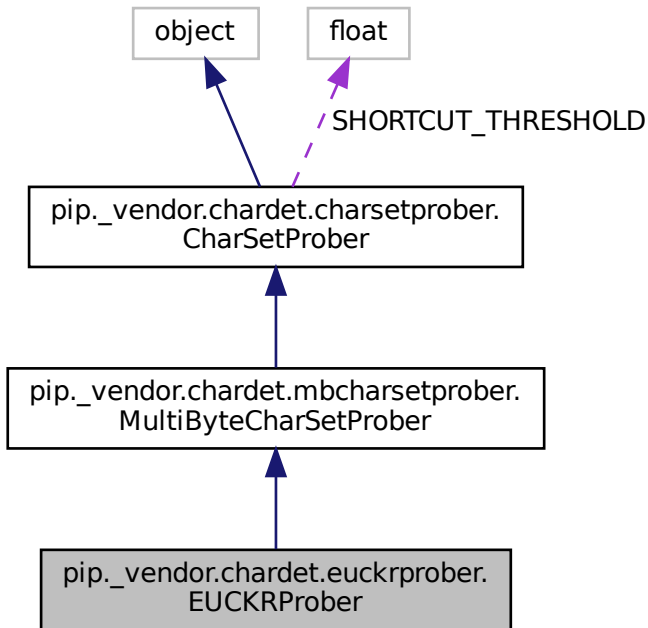 object
float
SHORTCUT_THRESHOLD
pip._vendor.chardet.charsetprober.
CharSetProber
pip._vendor.chardet.mbcharsetprober.
MultiByteCharSetProber
pip._vendor.chardet.euckrprober.
EUCKRProber